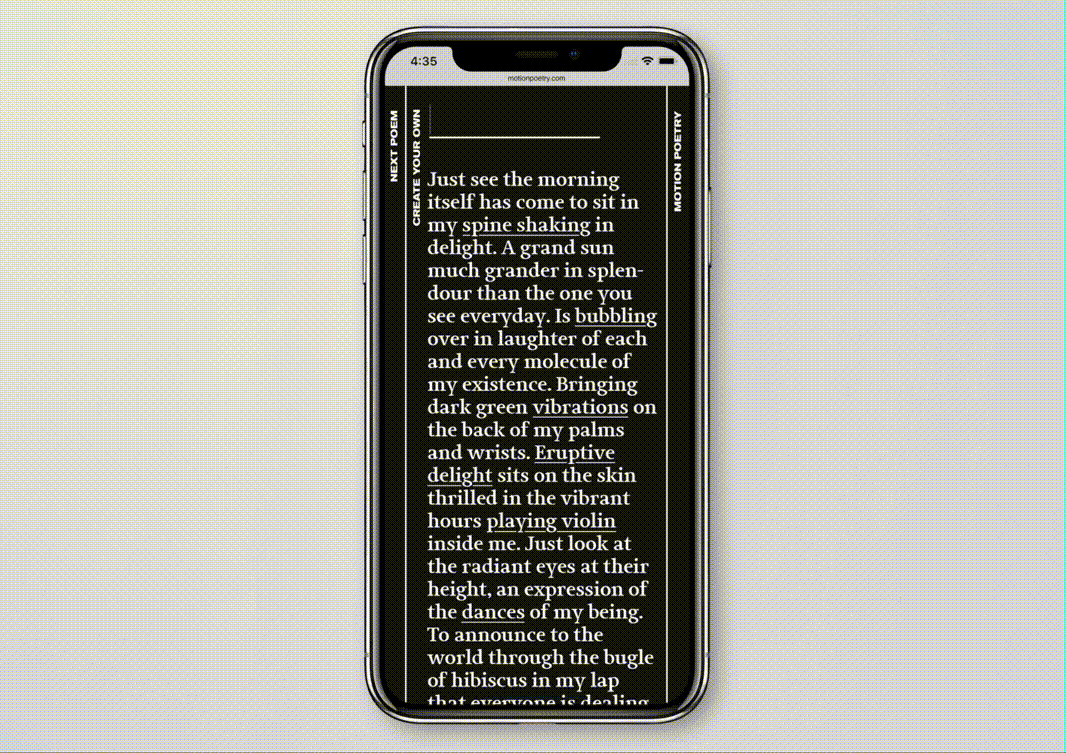 4:35
motionpoetry.com
NEXT POEM
CREATE YOUR OWN
MOTION POETRY
Just see the morning
itself has come to sit in
my spine shaking in
delight. A grand sun
much grander in splen-
dour than the one you
see everyday. Is bubbling
over in laughter of each
and every molecule of
my existence. Bringing
dark green vibrations on
the back of my palms
and wrists. Eruptive
delight sits on the skin
thrilled in the vibrant
hours playing violin
inside me. Just look at
the radiant eyes at their
height, an expression of
the dances of my being.
To announce to the
world through the bugle
of hibiscus in my lap
that everyone is dealing